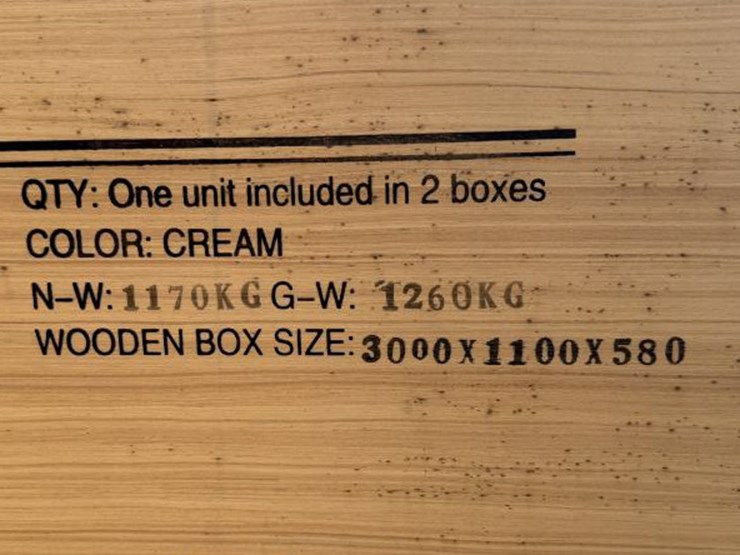 QTY: One unit included in 2 boxes
COLOR: CREAM
N-W: 1170KG G-W: 1260KG
WOODEN BOX SIZE: 3000X1100X580